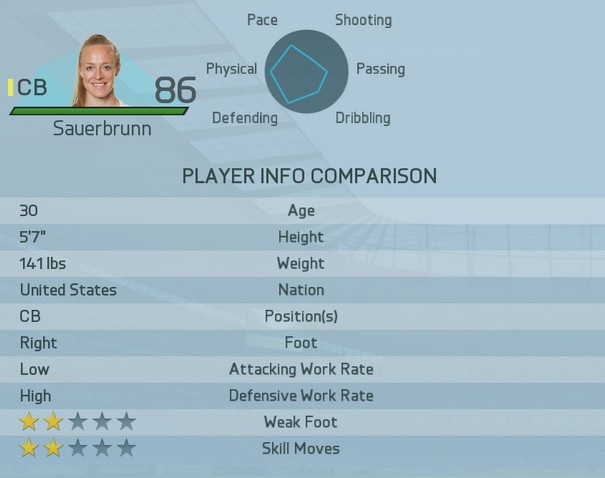 Pace Shooting
CB 86 Physical Passing
Sauerbrunn Defending Dribbling
PLAYER INFO COMPARISON
30 Age
5'7" Height
141 lbs Weight
United States Nation
CB Position(s)
Right Foot
Low Attacking Work Rate
High Defensive Work Rate
Weak Foot
Skill Moves